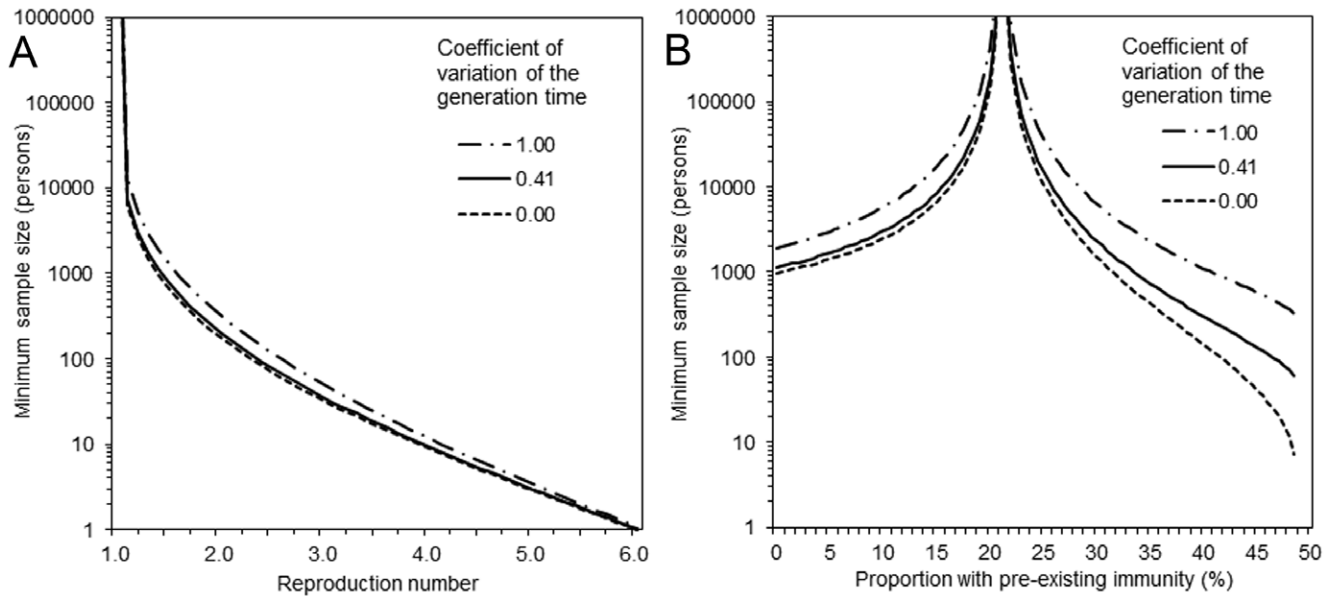 A
Minimum sample size (persons)
1000000
100000
10000
1000
100
10
1
1.0 2.0 3.0 4.0 5.0 6.0
Reproduction number
Coefficient of
variation of the
generation time
1.00
0.41
0.00
B
Minimum sample size (persons)
1000000
100000
10000
1000
100
10
1
0 5 10 15 20 25 30 35 40 45 50
Proportion with pre-existing immunity (%)
Coefficient of
variation of the
generation time
1.00
0.41
0.00